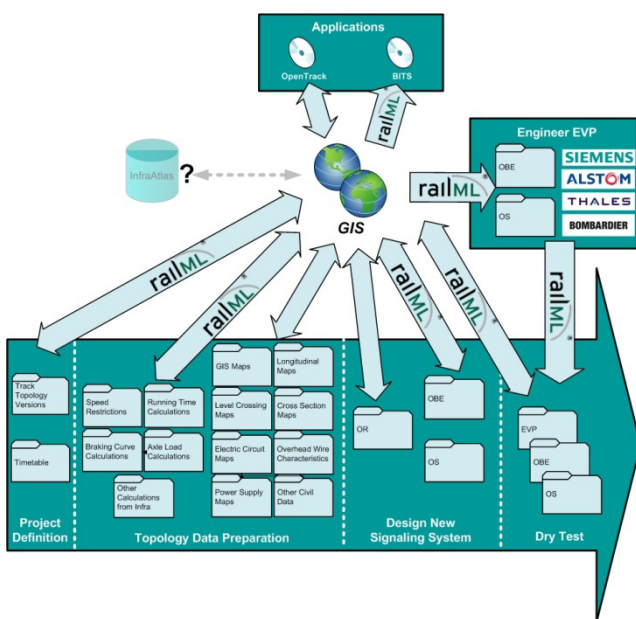 Applications
OpenTrack
BITS
railML®
InfraAtlas
?
GIS
railML®
Engineer EVP
OBE
OS
SIEMENS
ALSTOM
THALES
BOMBARDIER
railML®
railML®
railML®
railML®
railML®
Track
Topology
Versions
Timetable
Project
Definition
Speed
Restrictions
Running Time
Calculations
Braking Curve
Calculations
Axle Load
Calculations
Other
Calculations
from Infra
GIS Maps
Longitudinal
Maps
Level Crossing
Maps
Cross Section
Maps
Electric Circuit
Maps
Overhead Wire
Characteristics
Power Supply
Maps
Other Civil
Data
Topology Data Preparation
OR
OBE
OS
Design New
Signaling System
EVP
OBE
OS
Dry Test